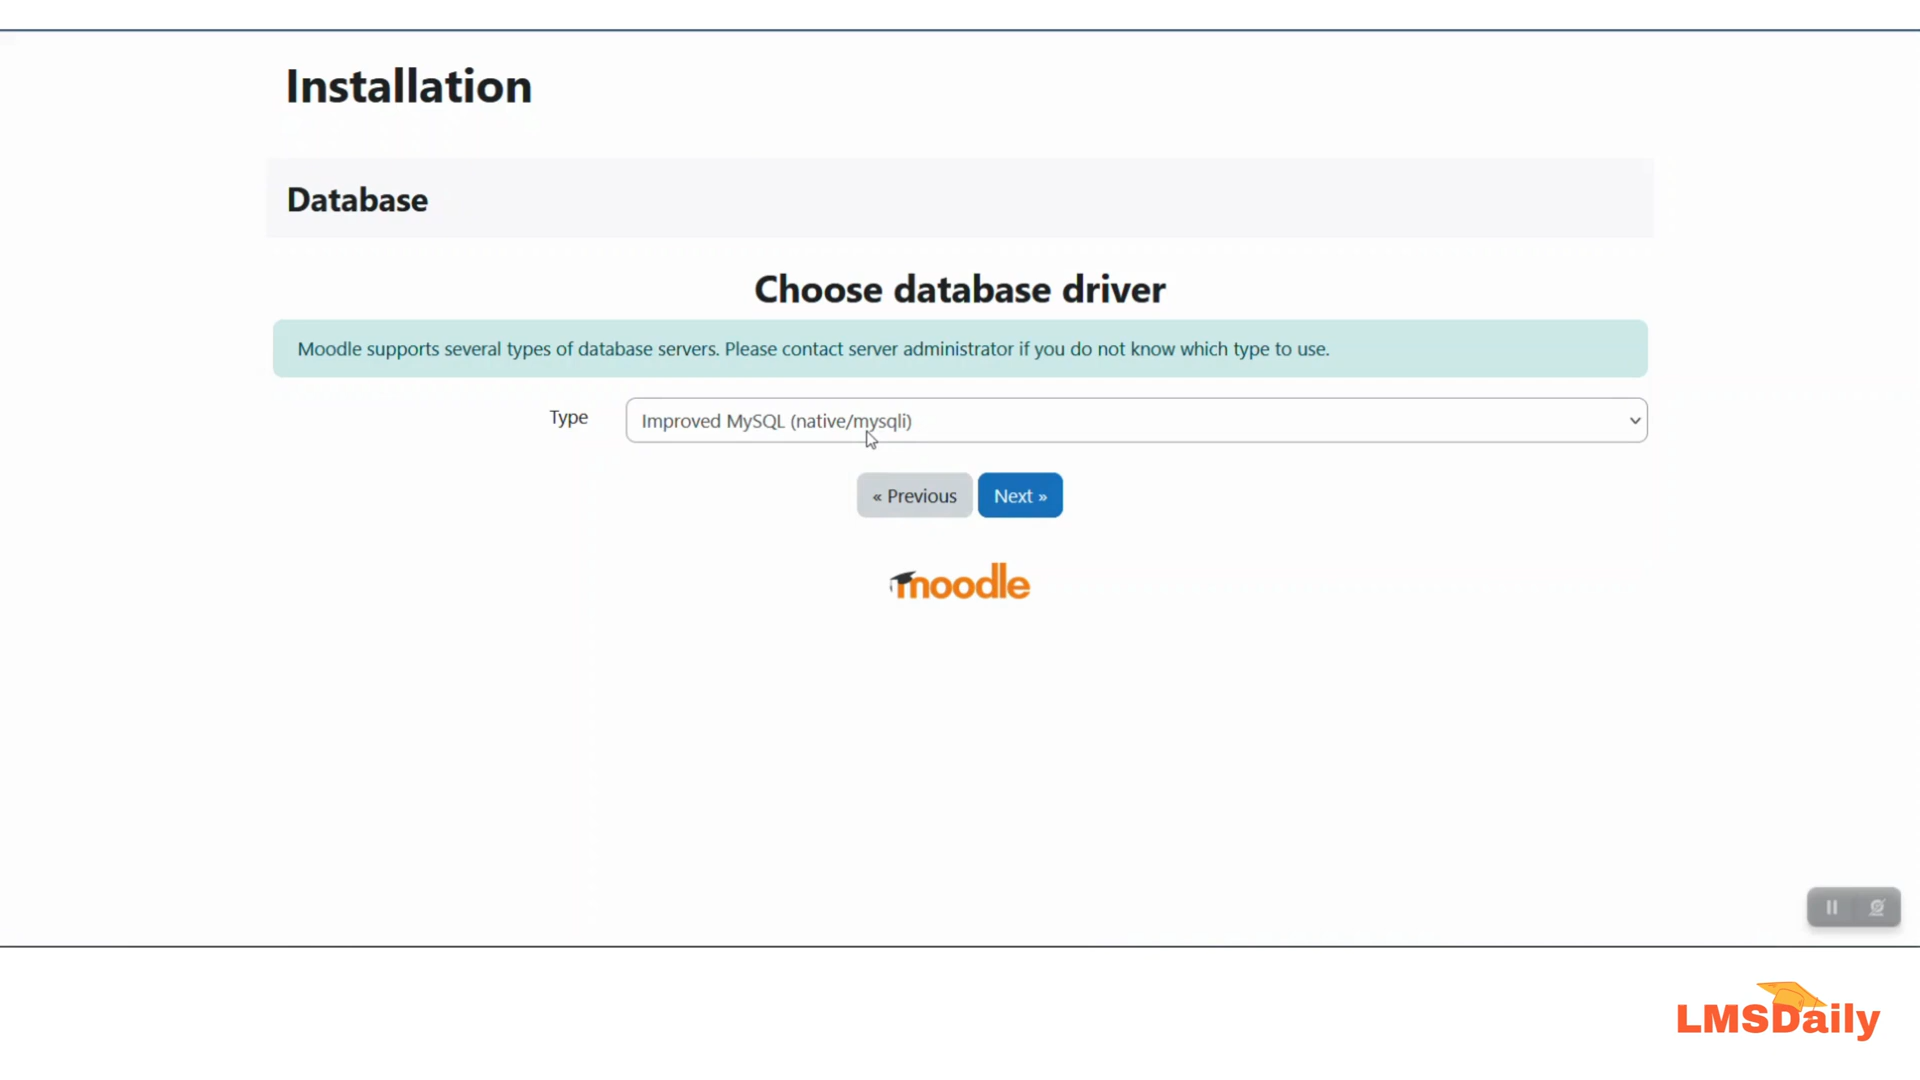 Installation
Database
Choose database driver
Moodle supports several types of database servers. Please contact server administrator if you do not know which type to use.
Type
Improved MySQL (native/mysqli)
« Previous
Next »
moodle
LMSDaily